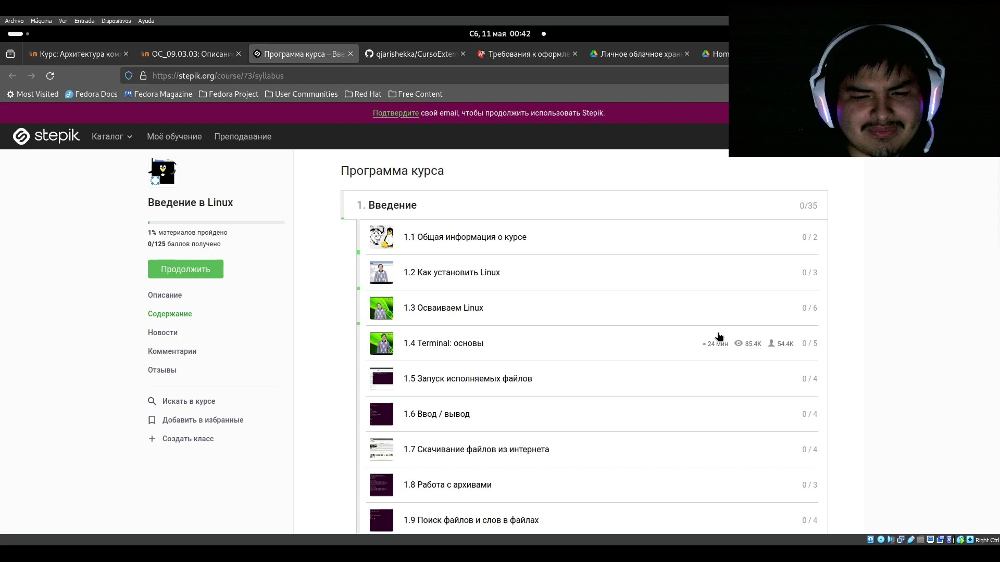 Archivo Máquina Ver Entrada Dispositivos Ayuda
Сб, 11 мая 00:42
Курс: Архитектура ком
ОС_09.03.03: Описани
Программа курса – Вве
qjarishekka/CursoExtern
Требования к оформле
Личное облачное хран
Hom
https://stepik.org/course/73/syllabus
Most Visited Fedora Docs Fedora Magazine Fedora Project User Communities Red Hat Free Content
Подтвердите свой email, чтобы продолжить использовать Stepik.
stepik Каталог Моё обучение Преподавание
Введение в Linux
1% материалов пройдено
0/125 баллов получено
Продолжить
Описание
Содержание
Новости
Комментарии
Отзывы
Искать в курсе
Добавить в избранные
Создать класс
Программа курса
1. Введение 0/35
1.1 Общая информация о курсе 0 / 2
1.2 Как установить Linux 0 / 3
1.3 Осваиваем Linux 0 / 6
1.4 Terminal: основы ≈ 24 мин 85.4K 54.4K 0 / 5
1.5 Запуск исполняемых файлов 0 / 4
1.6 Ввод / вывод 0 / 4
1.7 Скачивание файлов из интернета 0 / 4
1.8 Работа с архивами 0 / 3
1.9 Поиск файлов и слов в файлах 0 / 4
Right Ctrl